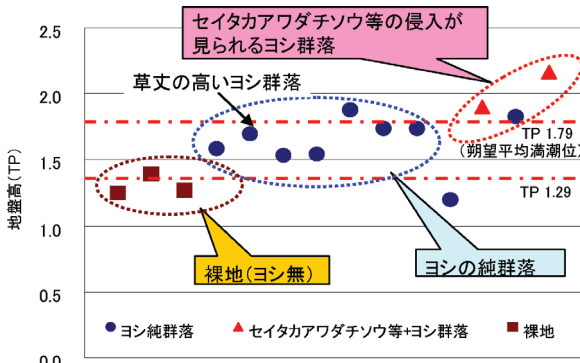 セイタカアワダチソウ等の侵入が
見られるヨシ群落
2.5
草丈の高いヨシ群落
2.0
TP 1.79
(朔望平均満潮位)
1.5
TP 1.29
地盤高(TP)
1.0
裸地(ヨシ無)
ヨシの純群落
0.5
ヨシ純群落
セイタカアワダチソウ等+ヨシ群落
裸地
0.0